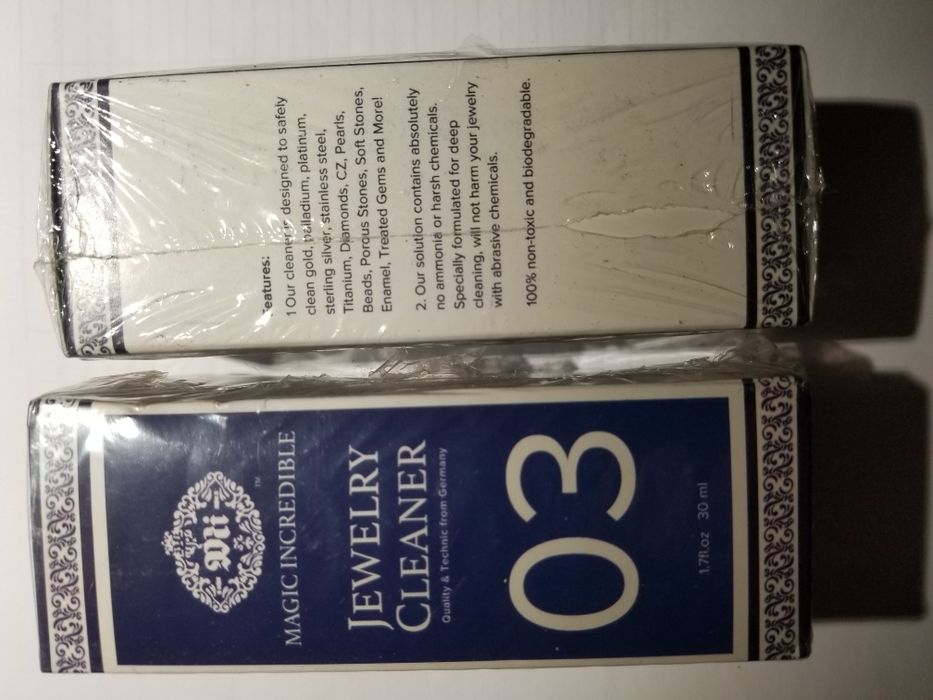 Features:
1 Our cleaner is designed to safely
clean gold, palladium, platinum,
sterling silver, stainless steel,
Titanium, Diamonds, CZ, Pearls,
Beads, Porous Stones, Soft Stones,
Enamel, Treated Gems and More!
2. Our solution contains absolutely
no ammonia or harsh chemicals.
Specially formulated for deep
cleaning, will not harm your jewelry
with abrasive chemicals.
100% non-toxic and biodegradable.
TM
MAGIC INCREDIBLE
JEWELRY
CLEANER
Quality & Technic from Germany
03
1.7fl.oz 30 ml